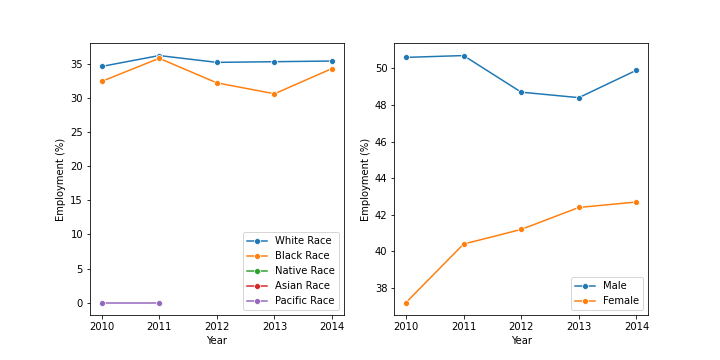 35
30
25
20
15
10
5
0
Employment (%)
2010 2011 2012 2013 2014
Year
White Race
Black Race
Native Race
Asian Race
Pacific Race
50
48
46
44
42
40
38
Employment (%)
2010 2011 2012 2013 2014
Year
Male
Female